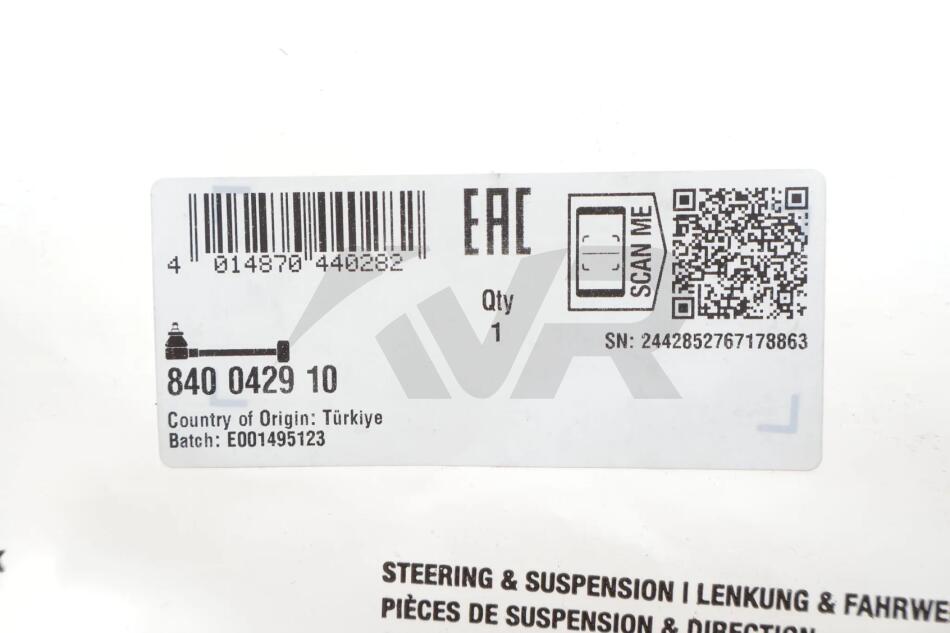 4 014870 440282
EAC
SCAN ME
Qty
1
SN: 2442852767178863
840 0429 10
Country of Origin: Türkiye
Batch: E001495123
IVR
STEERING & SUSPENSION | LENKUNG & FAHRWE
PIÈCES DE SUSPENSION & DIRECTION